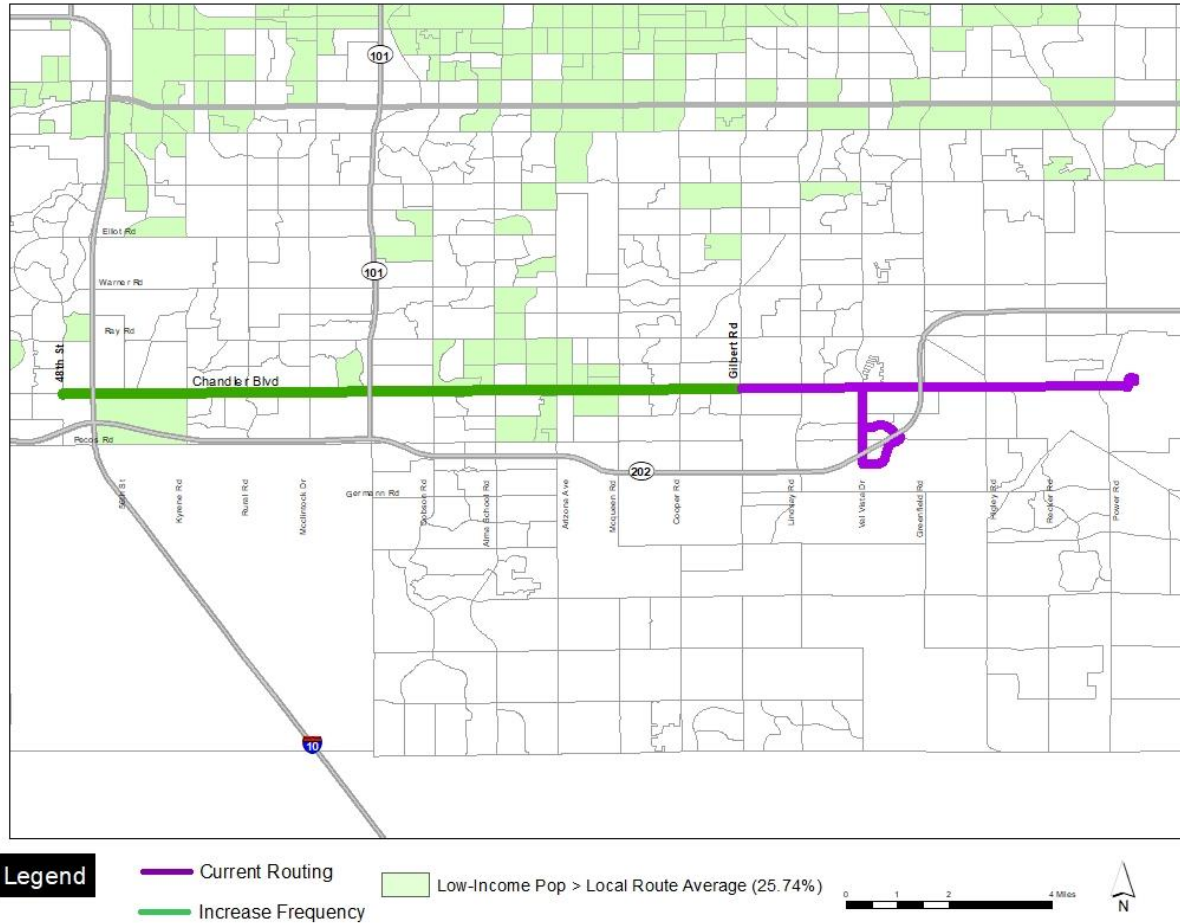 101
Elliot Rd
101
Warner Rd
Ray Rd
48th St
Gilbert Rd
Chandler Blvd
Pecos Rd
202
56th St
Kyrene Rd
Rural Rd
Mcclintock Dr
Germann Rd
Dobson Rd
Alma School Rd
Arizona Ave
Mcqueen Rd
Cooper Rd
Lindsay Rd
Val Vista Dr
Greenfield Rd
Higley Rd
Recker Rd
Power Rd
10
Legend
Current Routing
Increase Frequency
Low-Income Pop > Local Route Average (25.74%)
0 1 2 4 Miles
N